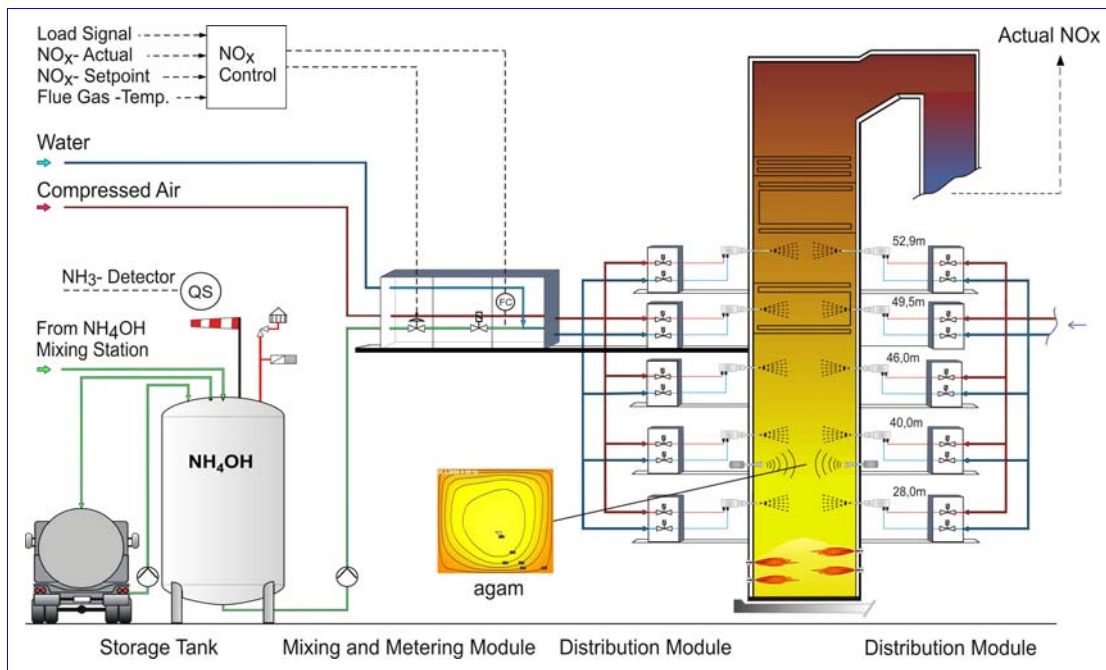 Load Signal
NOx- Actual
NOx- Setpoint
Flue Gas -Temp.
NOx
Control
Actual NOx
Water
Compressed Air
NH3- Detector
QS
From NH4OH
Mixing Station
FC
NH4OH
52,9m
49,5m
46,0m
40,0m
28,0m
agam
Storage Tank
Mixing and Metering Module
Distribution Module
Distribution Module